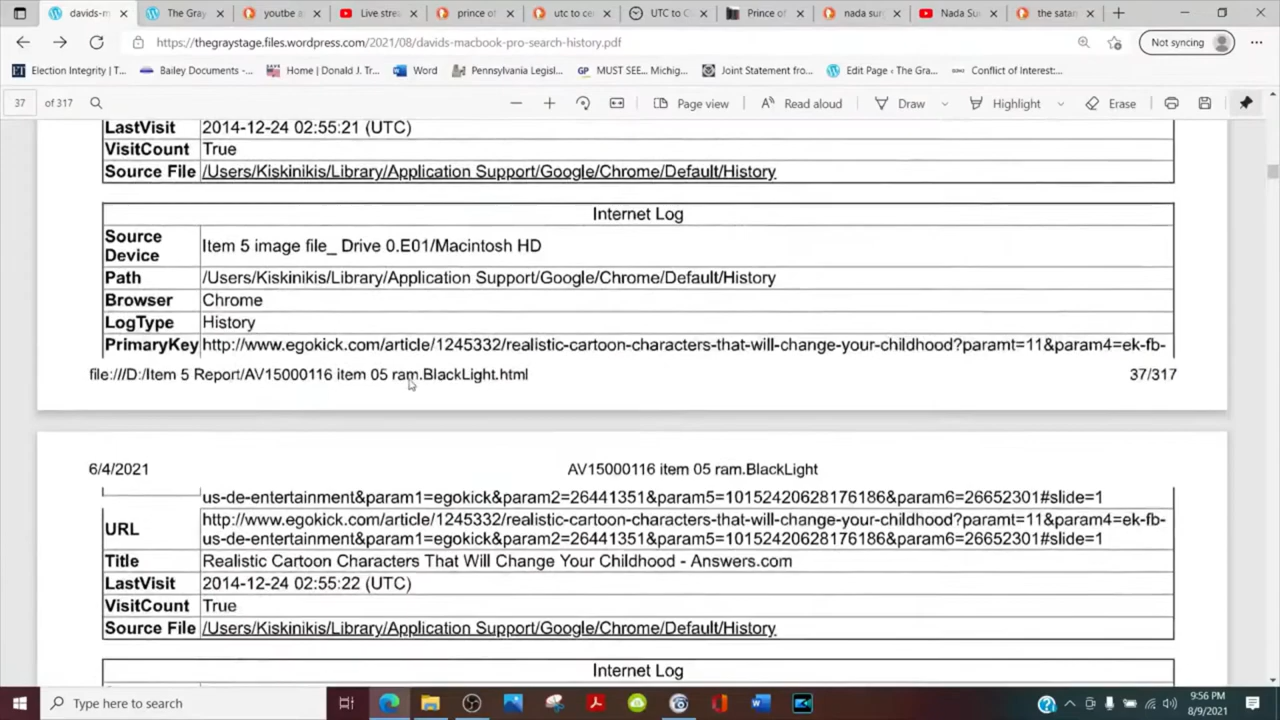 davids-m
The Gray
youtbe a
Live strea
prince of
utc to ce
UTC to C
Prince of
nada sur
Nada Su
the satan
https://thegraystage.files.wordpress.com/2021/08/davids-macbook-pro-search-history.pdf
Not syncing
Election Integrity | T...
Bailey Documents -...
Home | Donald J. Tr...
Word
Pennsylvania Legisl...
MUST SEE... Michig...
Joint Statement fro...
Edit Page ‹ The Gra...
Conflict of Interest:...
37 of 317
Page view
Read aloud
Draw
Highlight
Erase
LastVisit 2014-12-24 02:55:21 (UTC)
VisitCount True
Source File /Users/Kiskinikis/Library/Application Support/Google/Chrome/Default/History
Internet Log
Source
Device
Item 5 image file_ Drive 0.E01/Macintosh HD
Path /Users/Kiskinikis/Library/Application Support/Google/Chrome/Default/History
Browser Chrome
LogType History
PrimaryKey http://www.egokick.com/article/1245332/realistic-cartoon-characters-that-will-change-your-childhood?paramt=11&param4=ek-fb-
file:///D:/Item 5 Report/AV15000116 item 05 ram.BlackLight.html 37/317
6/4/2021 AV15000116 item 05 ram.BlackLight
us-de-entertainment&param1=egokick&param2=26441351&param5=10152420628176186&param6=26652301#slide=1
URL
http://www.egokick.com/article/1245332/realistic-cartoon-characters-that-will-change-your-childhood?paramt=11&param4=ek-fb-
us-de-entertainment&param1=egokick&param2=26441351&param5=10152420628176186&param6=26652301#slide=1
Title Realistic Cartoon Characters That Will Change Your Childhood - Answers.com
LastVisit 2014-12-24 02:55:22 (UTC)
VisitCount True
Source File /Users/Kiskinikis/Library/Application Support/Google/Chrome/Default/History
Internet Log
Type here to search
9:56 PM
8/9/2021